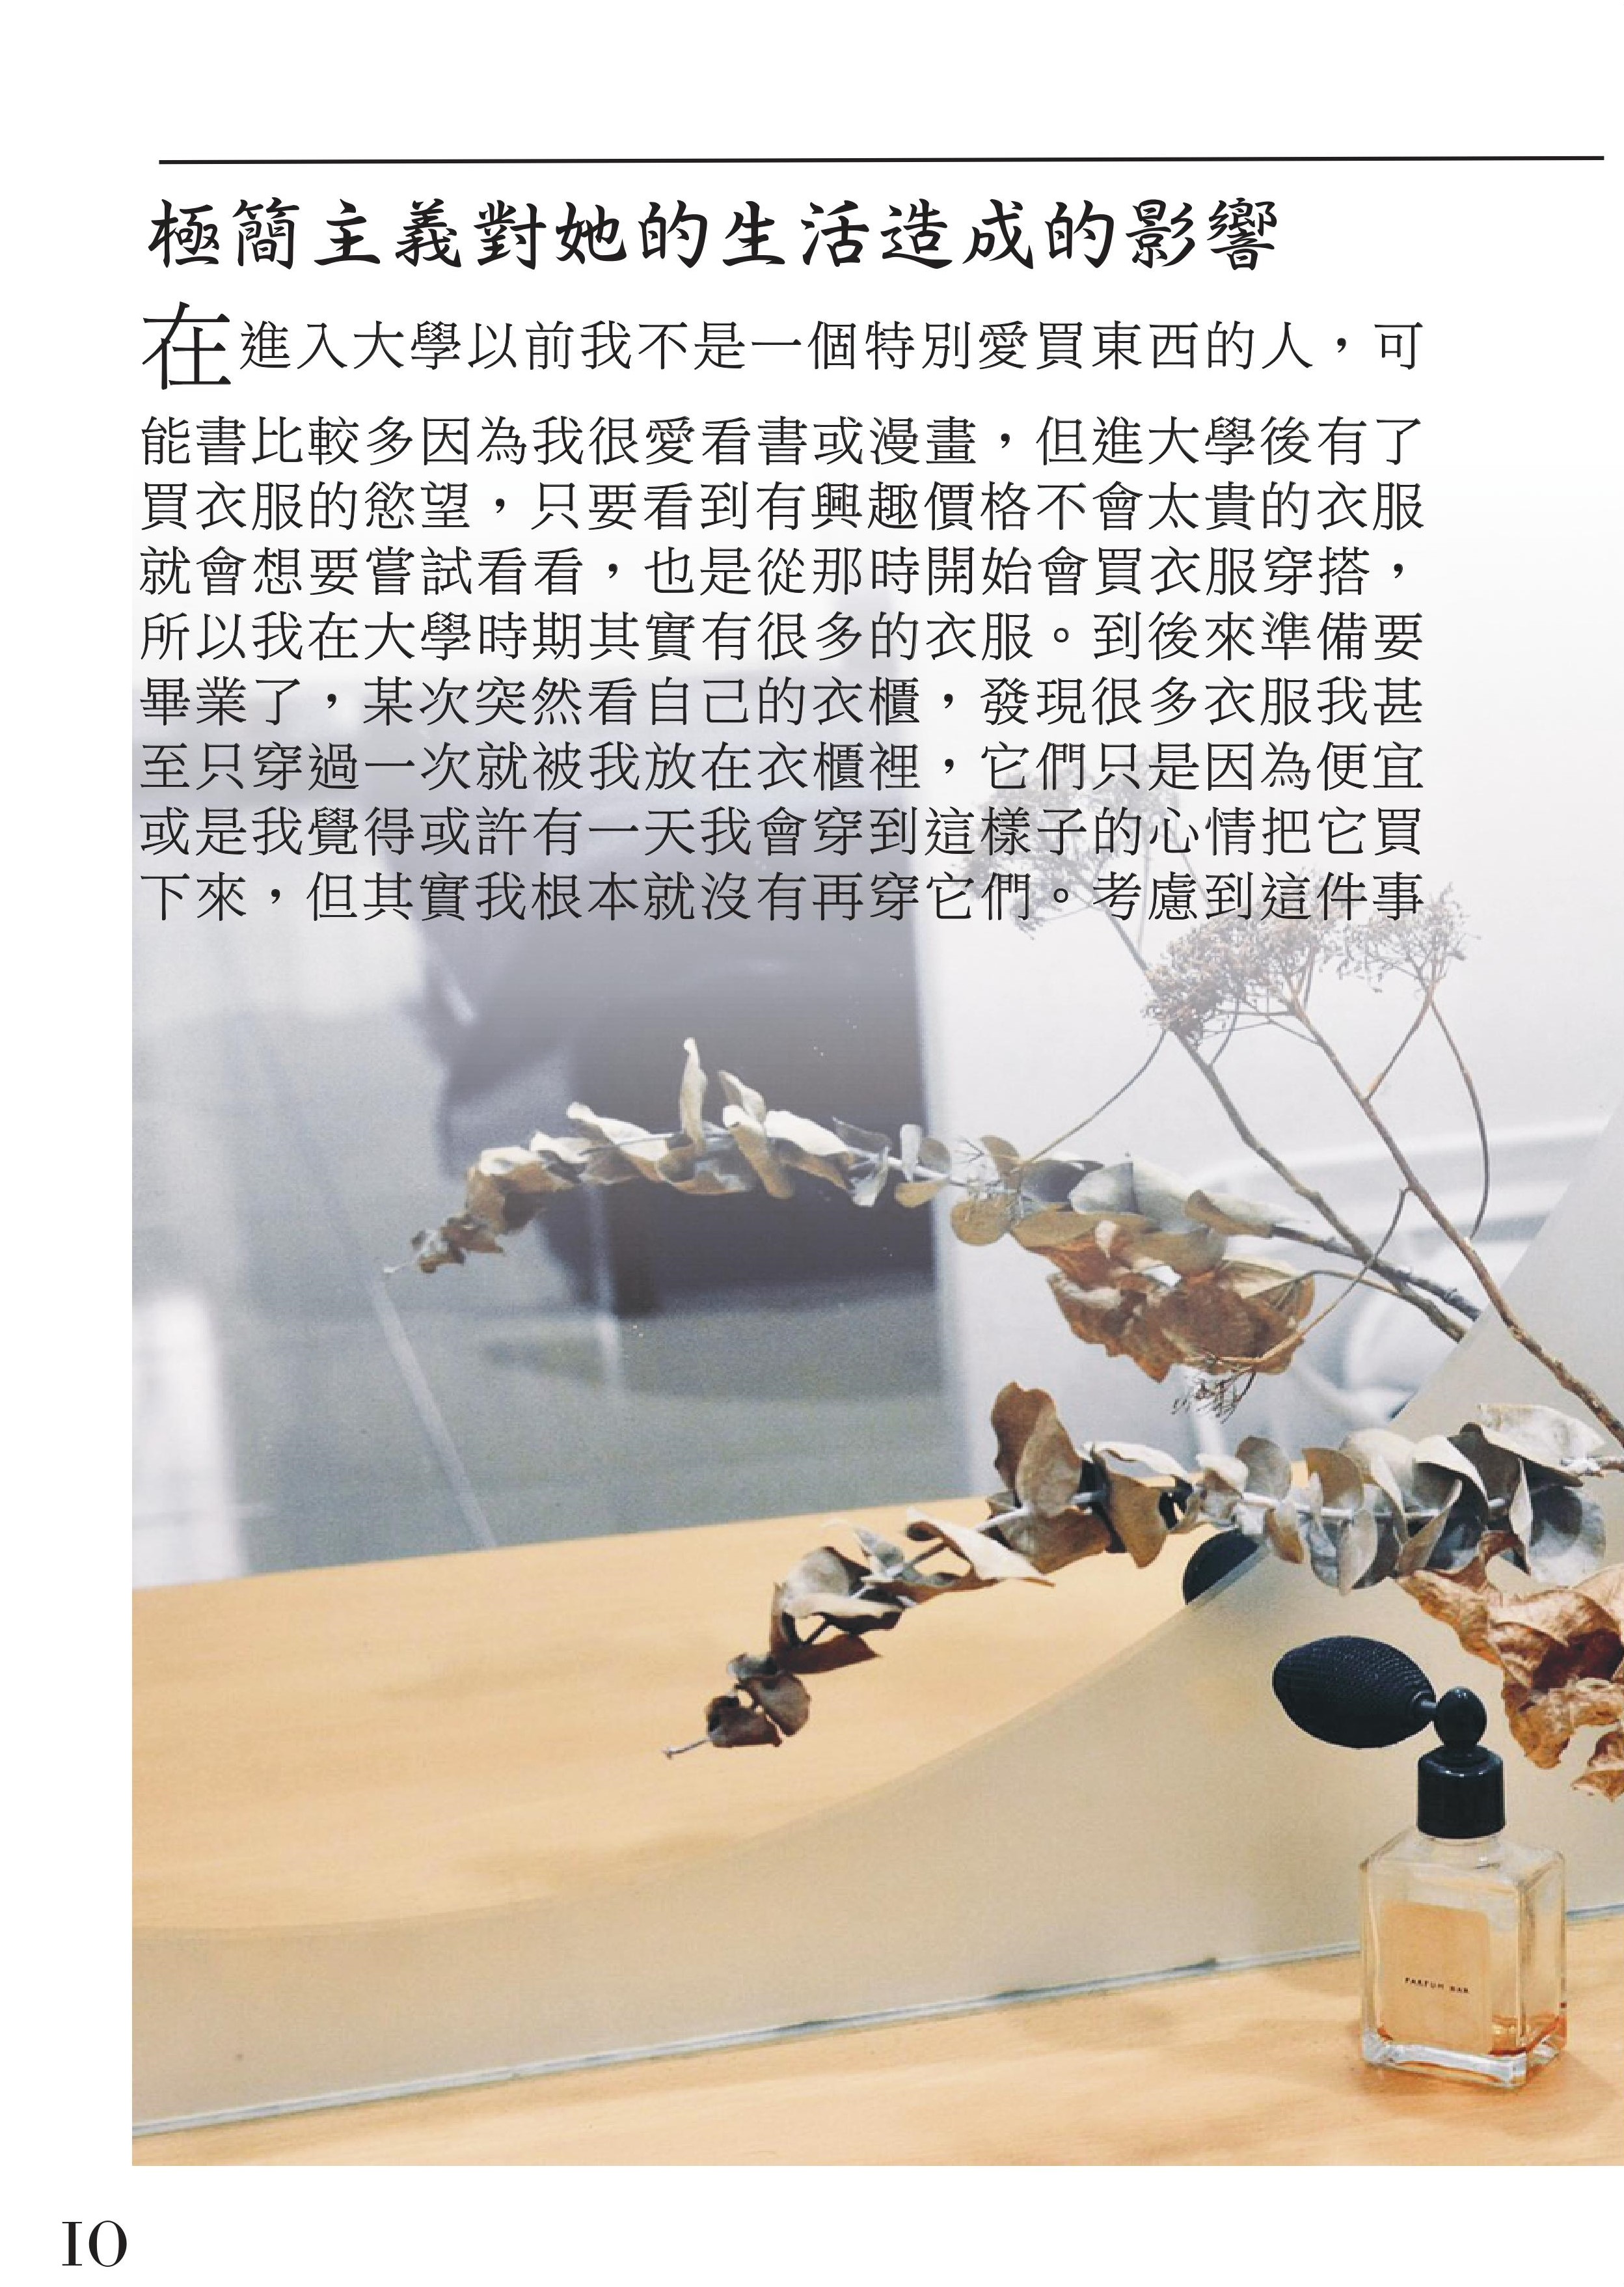 極簡主義對她的生活造成的影響
在進入大學以前我不是一個特別愛買東西的人，可
能書比較多因為我很愛看書或漫畫，但進大學後有了
買衣服的慾望，只要看到有興趣價格不會太貴的衣服
就會想要嘗試看看，也是從那時開始會買衣服穿搭，
所以我在大學時期其實有很多的衣服。到後來準備要
畢業了，某次突然看自己的衣櫃，發現很多衣服我甚
至只穿過一次就被我放在衣櫃裡，它們只是因為便宜
或是我覺得或許有一天我會穿到這樣子的心情把它買
下來，但其實我根本就沒有再穿它們。考慮到這件事
PARFUM BAR
10